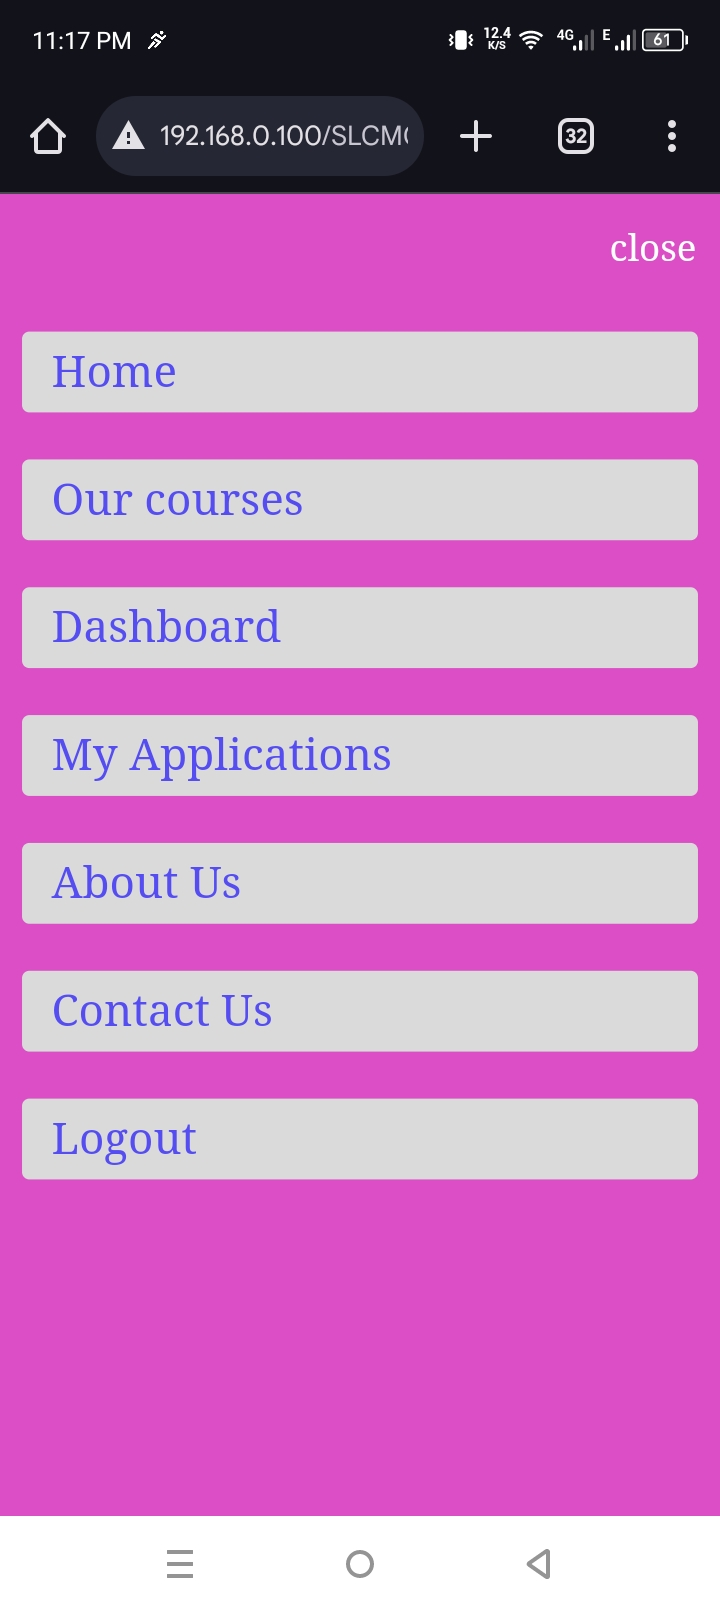 11:17 PM 12.4 K/S 4G E 61
192.168.0.100/SLCM 32
close
Home
Our courses
Dashboard
My Applications
About Us
Contact Us
Logout